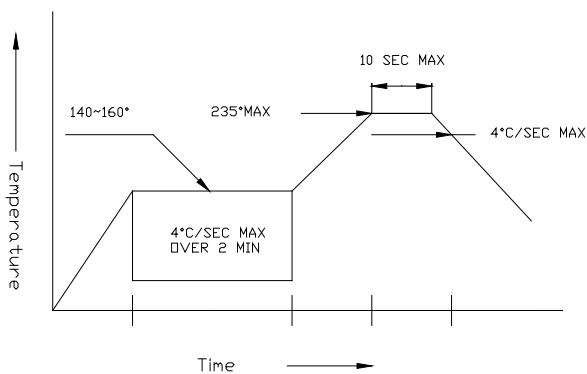 10 SEC MAX
140~160°
235°MAX
4°C/SEC MAX
Temperature
4°C/SEC MAX
OVER 2 MIN
Time